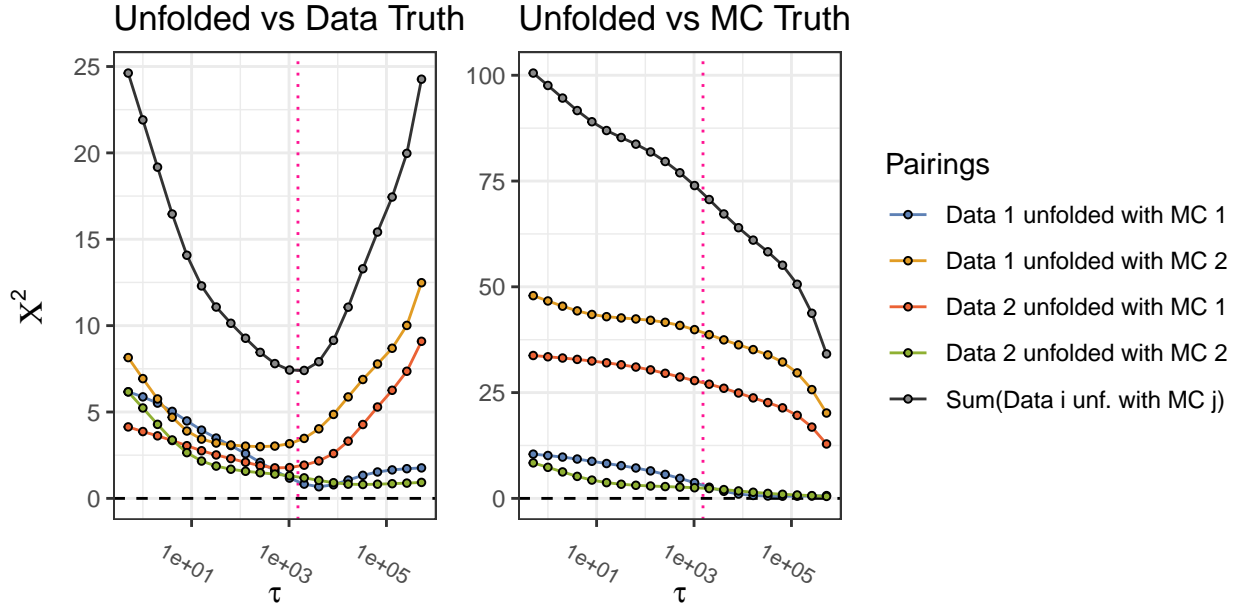 Unfolded vs Data Truth
Unfolded vs MC Truth
X²
25
20
15
10
5
0
1e+01
1e+03
1e+05
τ
100
75
50
25
0
1e+01
1e+03
1e+05
τ
Pairings
Data 1 unfolded with MC 1
Data 1 unfolded with MC 2
Data 2 unfolded with MC 1
Data 2 unfolded with MC 2
Sum(Data i unf. with MC j)